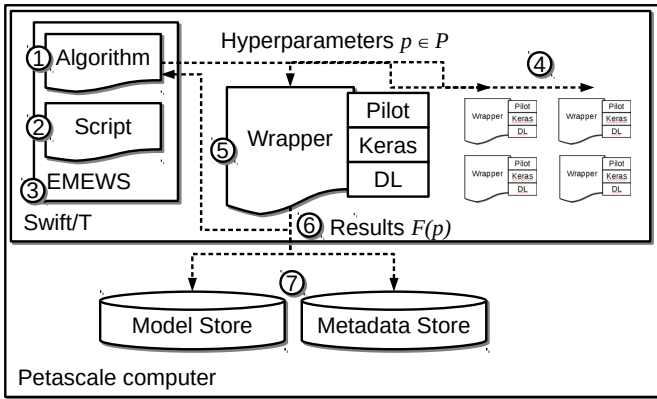 1 Algorithm
2 Script
3 EMEWS
Swift/T
Hyperparameters p ∈ P
4
5 Wrapper
Pilot
Keras
DL
Wrapper
Pilot
Keras
DL
Wrapper
Pilot
Keras
DL
Wrapper
Pilot
Keras
DL
Wrapper
Pilot
Keras
DL
6 Results F(p)
7
Model Store
Metadata Store
Petascale computer